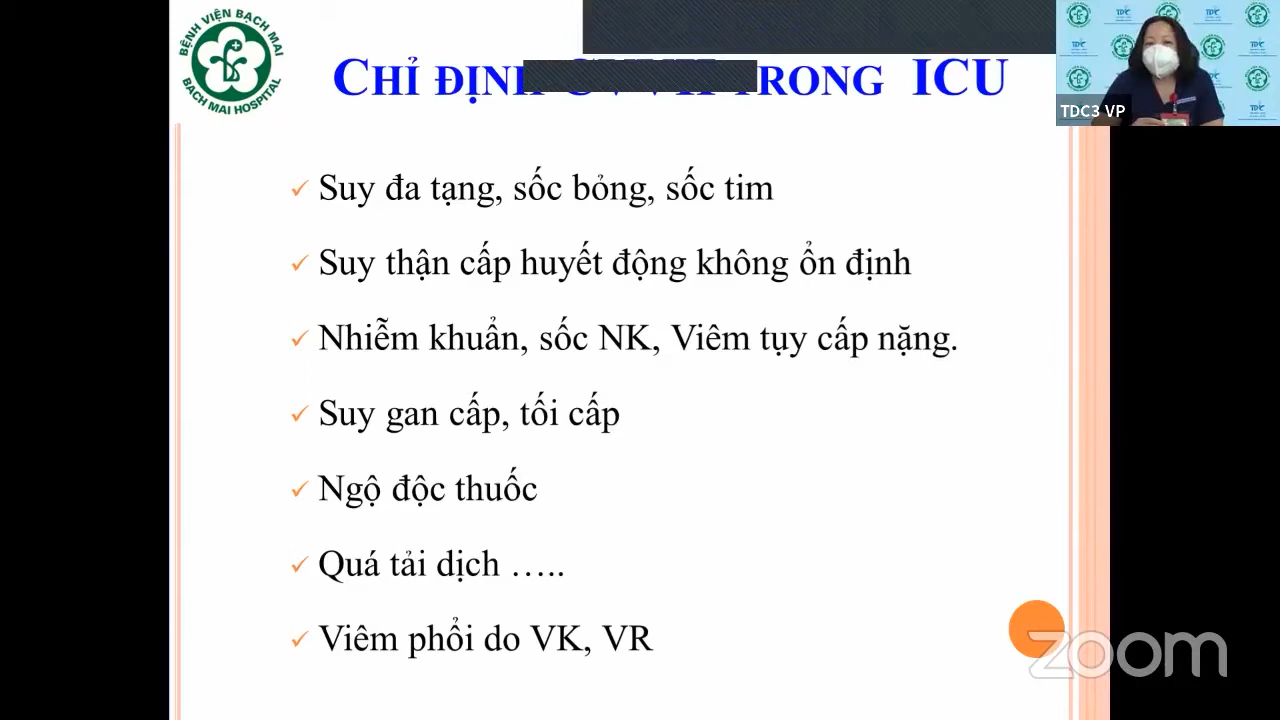 BỆNH VIỆN BẠCH MAI
BACH MAI HOSPITAL
CHỈ ĐỊNH TRONG ICU
TDC3 VP
Suy đa tạng, sốc bỏng, sốc tim
Suy thận cấp huyết động không ổn định
Nhiễm khuẩn, sốc NK, Viêm tụy cấp nặng.
Suy gan cấp, tối cấp
Ngộ độc thuốc
Quá tải dịch …..
Viêm phổi do VK, VR
zoom